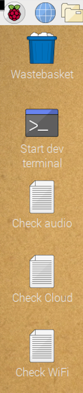 Wastebasket
>_
Start dev
terminal
Check audio
Check Cloud
Check WiFi